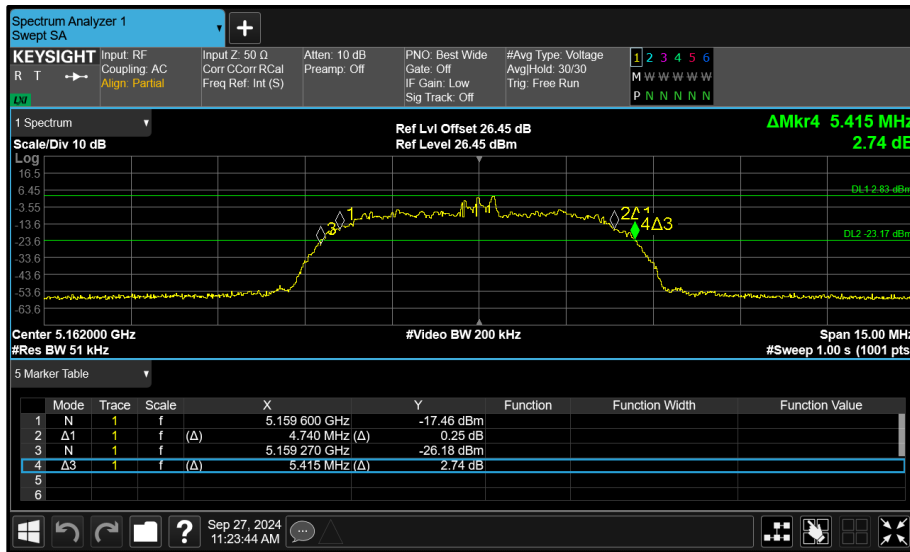 Spectrum Analyzer 1
Swept SA
+
KEYSIGHT
R T
LXI
Input: RF
Coupling: AC
Align: Partial
Input Z: 50 Ω
Corr CCorr RCal
Freq Ref: Int (S)
Atten: 10 dB
Preamp: Off
PNO: Best Wide
Gate: Off
IF Gain: Low
Sig Track: Off
#Avg Type: Voltage
Avg|Hold: 30/30
Trig: Free Run
1 2 3 4 5 6
M W W W W W
P N N N N N
1 Spectrum
Scale/Div 10 dB
Ref Lvl Offset 26.45 dB
Ref Level 26.45 dBm
ΔMkr4 5.415 MHz
2.74 dB
Log
16.5
6.45
-3.55
-13.6
-23.6
-33.6
-43.6
-53.6
-63.6
DL1 2.83 dBm
DL2 -23.17 dBm
1
3
2Δ1
4Δ3
Center 5.162000 GHz
#Video BW 200 kHz
Span 15.00 MHz
#Res BW 51 kHz
#Sweep 1.00 s (1001 pts
5 Marker Table
Mode Trace Scale X Y Function Function Width Function Value
1 N 1 f 5.159 600 GHz -17.46 dBm
2 Δ1 1 f (Δ) 4.740 MHz (Δ) 0.25 dB
3 N 1 f 5.159 270 GHz -26.18 dBm
4 Δ3 1 f (Δ) 5.415 MHz (Δ) 2.74 dB
5
6
?
Sep 27, 2024
11:23:44 AM